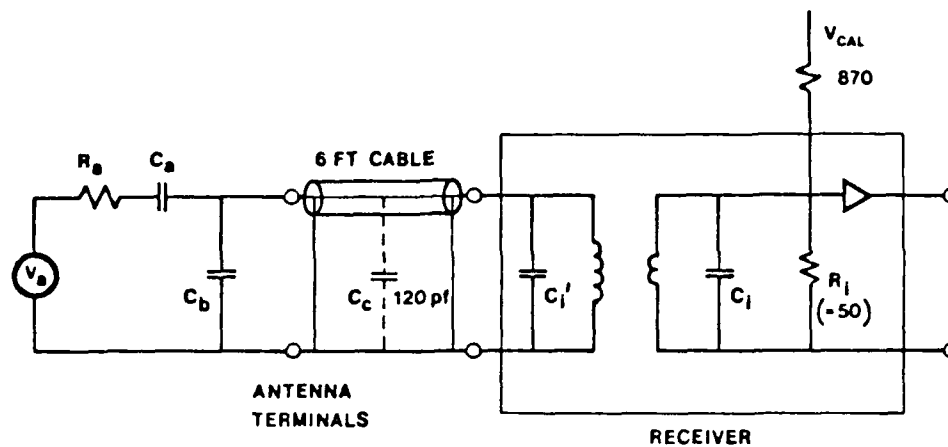 V_CAL
870
6 FT CABLE
R_a
C_a
V_a
C_b
C_c
120 pf
C_i'
C_i
R_i
(=50)
ANTENNA
TERMINALS
RECEIVER